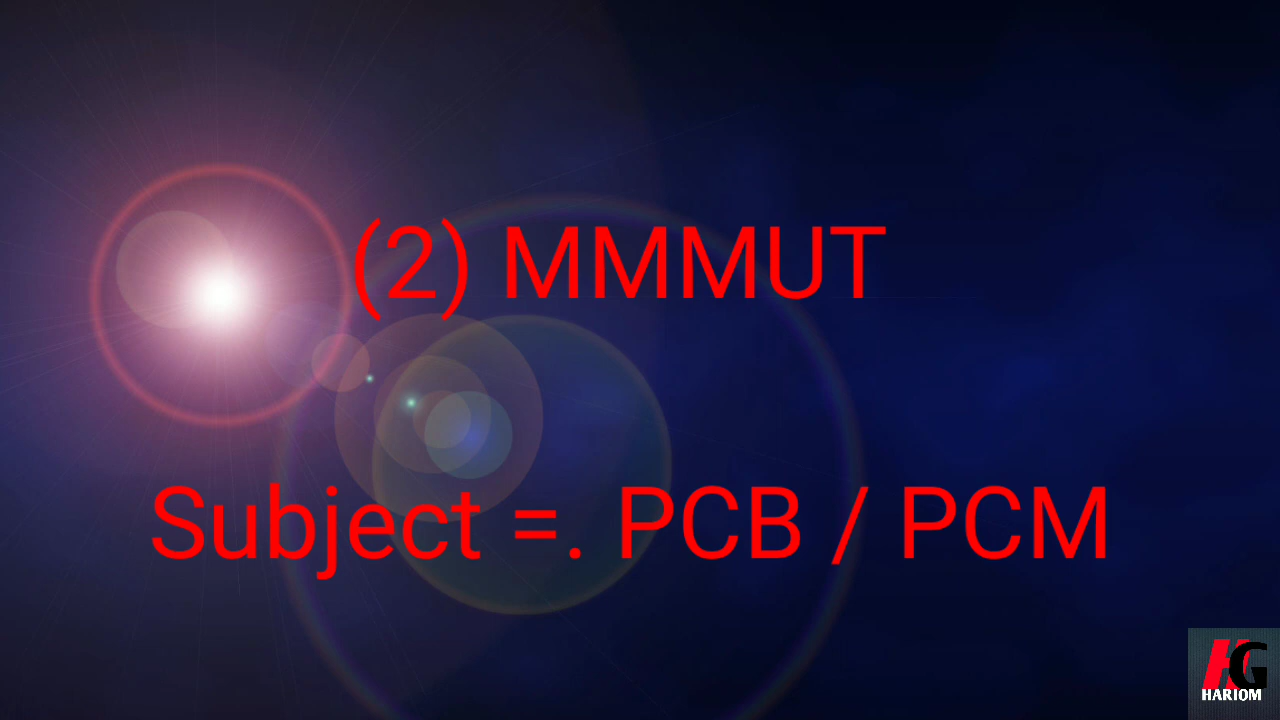 (2) MMMUT
Subject =. PCB / PCM
HG
HARIOM